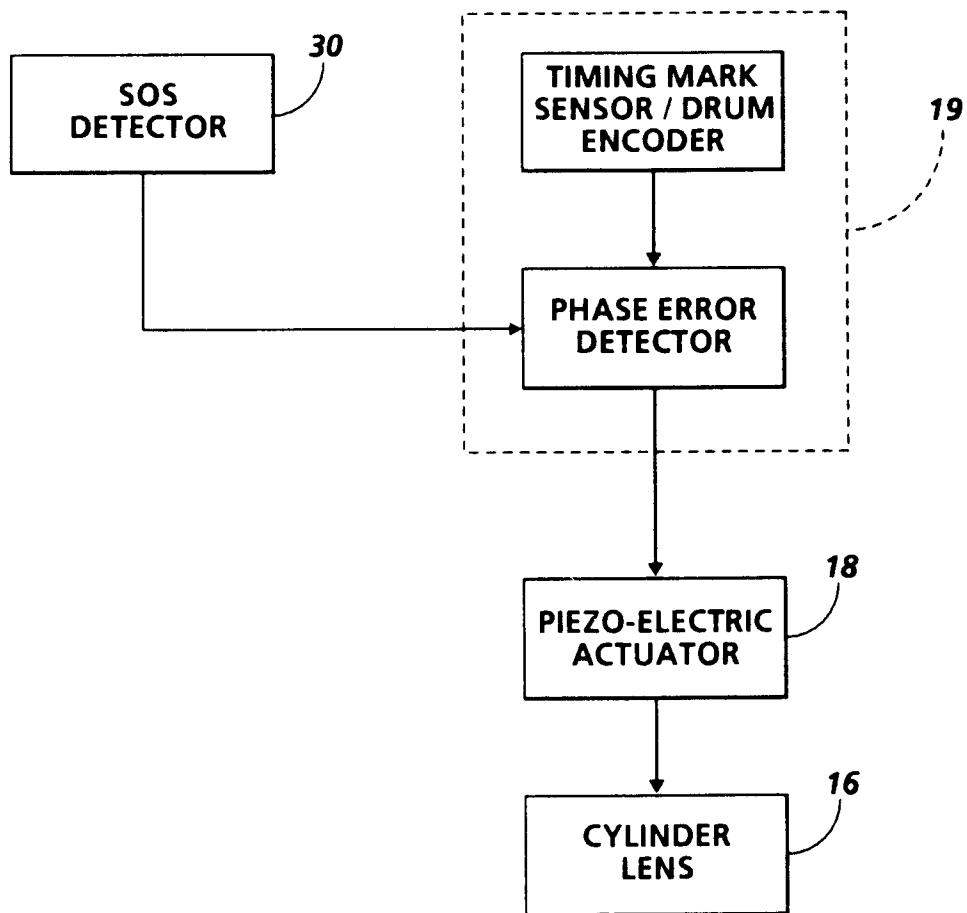 30
SOS
DETECTOR
TIMING MARK
SENSOR / DRUM
ENCODER
19
PHASE ERROR
DETECTOR
18
PIEZO-ELECTRIC
ACTUATOR
16
CYLINDER
LENS